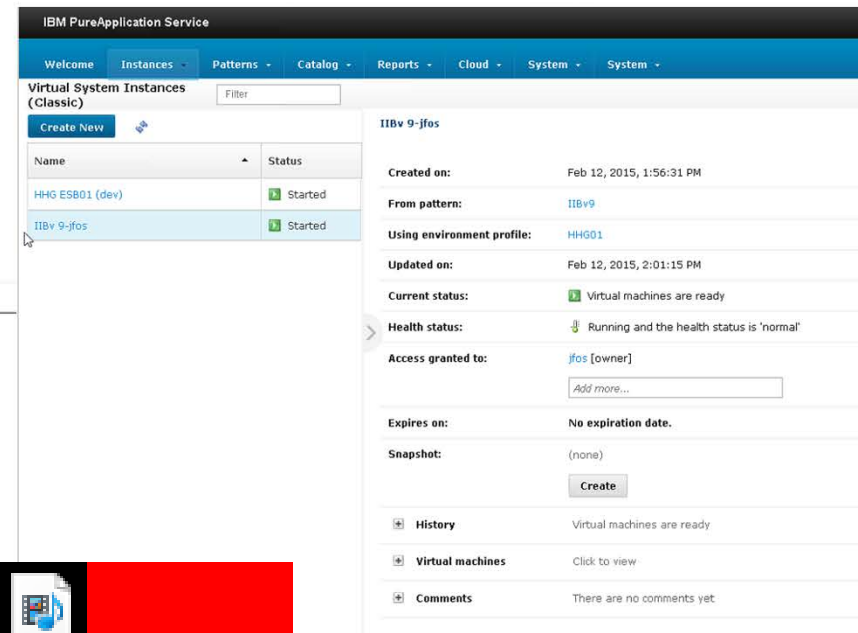 IBM PureApplication Service
Welcome Instances Patterns Catalog Reports Cloud System System
Virtual System Instances
(Classic)
Filter
Create New
Name Status
HHG ESB01 (dev) Started
IIBv 9-jfos Started
IIBv 9-jfos
Created on: Feb 12, 2015, 1:56:31 PM
From pattern: IIBv9
Using environment profile: HHG01
Updated on: Feb 12, 2015, 2:01:15 PM
Current status: Virtual machines are ready
Health status: Running and the health status is 'normal'
Access granted to: jfos [owner]
Add more...
Expires on: No expiration date.
Snapshot: (none)
Create
History Virtual machines are ready
Virtual machines Click to view
Comments There are no comments yet